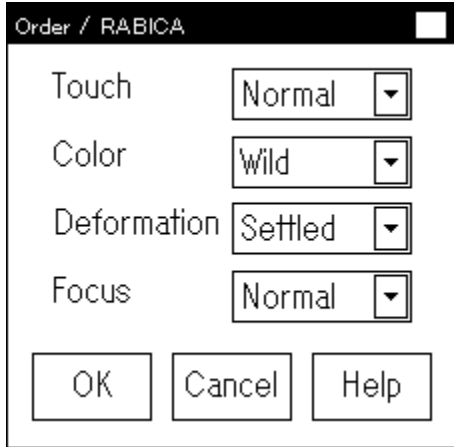 Order / RABICA
Touch Normal
Color Wild
Deformation Settled
Focus Normal
OK Cancel Help